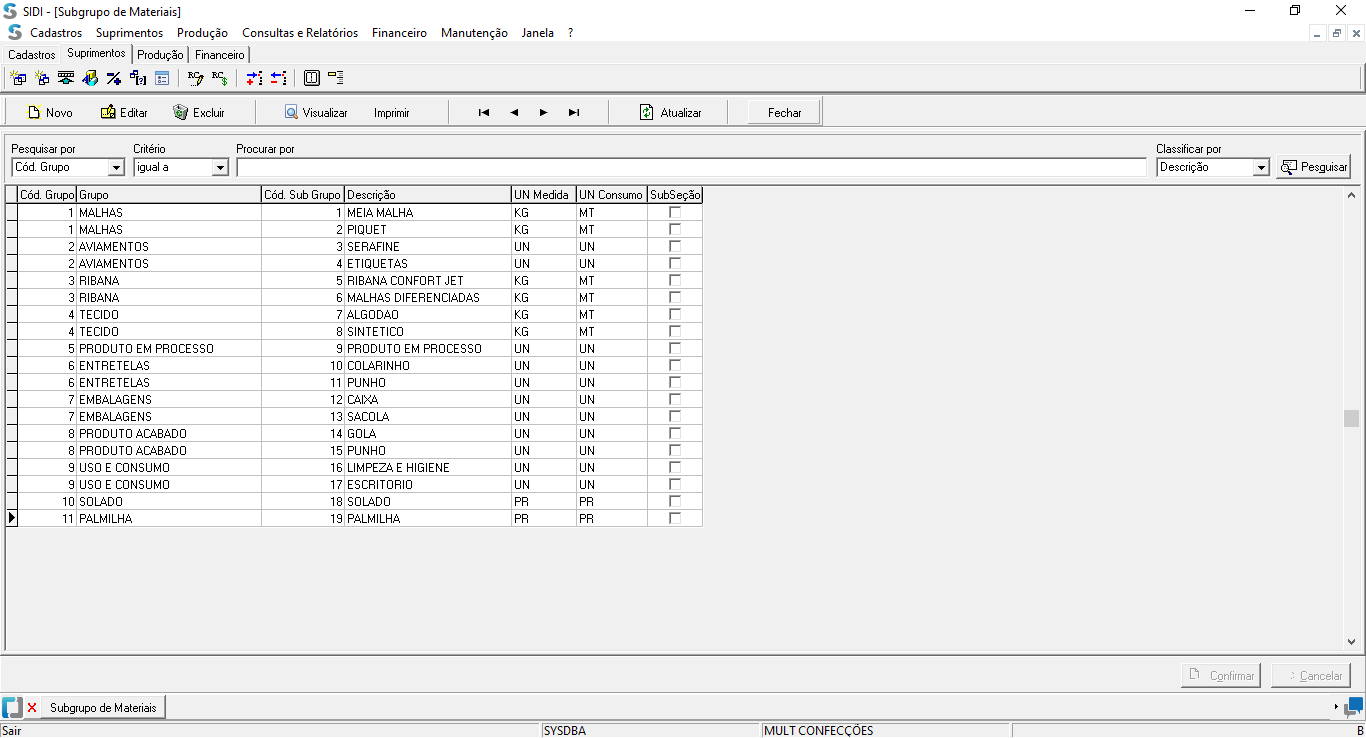 SIDI - [Subgrupo de Materiais]
Cadastros Suprimentos Produção Consultas e Relatórios Financeiro Manutenção Janela ?
Cadastros Suprimentos Produção Financeiro
Novo Editar Excluir Visualizar Imprimir Atualizar Fechar
Pesquisar por Critério Procurar por Classificar por
Cód. Grupo igual a Descrição Pesquisar
Cód. Grupo Grupo Cód. Sub Grupo Descrição UN Medida UN Consumo SubSeção
1 MALHAS 1 MEIA MALHA KG MT
1 MALHAS 2 PIQUET KG MT
2 AVIAMENTOS 3 SERAFINE UN UN
2 AVIAMENTOS 4 ETIQUETAS UN UN
3 RIBANA 5 RIBANA CONFORT JET KG MT
3 RIBANA 6 MALHAS DIFERENCIADAS KG MT
4 TECIDO 7 ALGODAO KG MT
4 TECIDO 8 SINTETICO KG MT
5 PRODUTO EM PROCESSO 9 PRODUTO EM PROCESSO UN UN
6 ENTRETELAS 10 COLARINHO UN UN
6 ENTRETELAS 11 PUNHO UN UN
7 EMBALAGENS 12 CAIXA UN UN
7 EMBALAGENS 13 SACOLA UN UN
8 PRODUTO ACABADO 14 GOLA UN UN
8 PRODUTO ACABADO 15 PUNHO UN UN
9 USO E CONSUMO 16 LIMPEZA E HIGIENE UN UN
9 USO E CONSUMO 17 ESCRITORIO UN UN
10 SOLADO 18 SOLADO PR PR
11 PALMILHA 19 PALMILHA PR PR
Confirmar Cancelar
Subgrupo de Materiais
Sair SYSDBA MULT CONFECÇÕES B